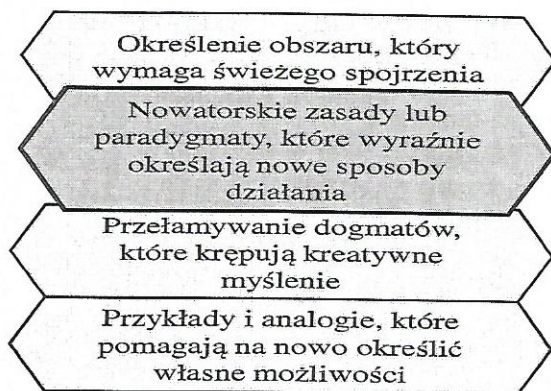 Określenie obszaru, który
wymaga świeżego spojrzenia
Nowatorskie zasady lub
paradygmaty, które wyraźnie
określają nowe sposoby
działania
Przełamywanie dogmatów,
które krępują kreatywne
myślenie
Przykłady i analogie, które
pomagają na nowo określić
własne możliwości